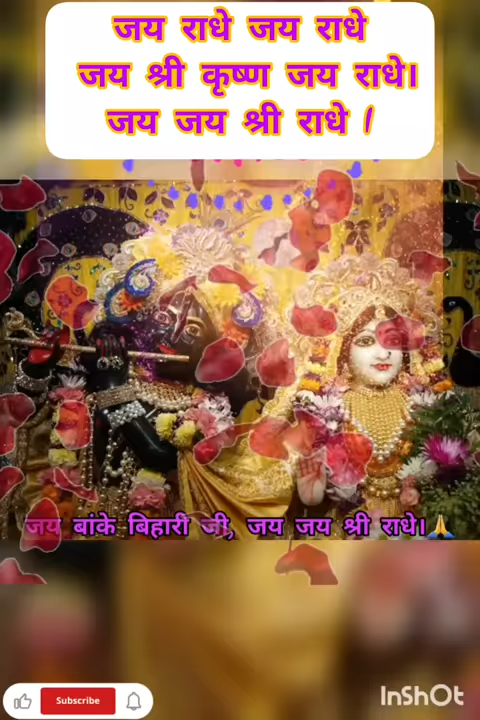 जय राधे जय राधे
जय श्री कृष्ण जय राधे।
जय जय श्री राधे !
जय बांके बिहारी जी, जय जय श्री राधे। 🙏
Subscribe
InShOt